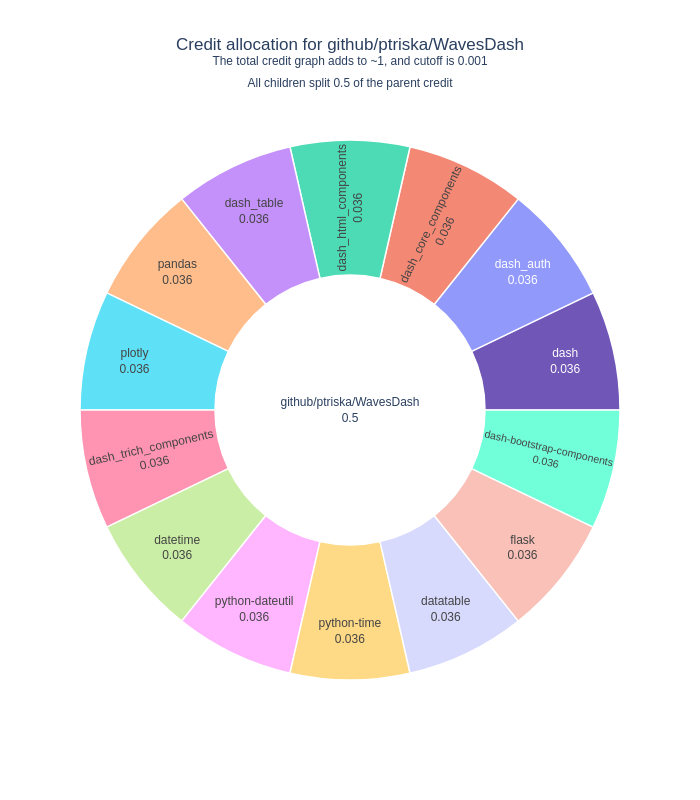 Credit allocation for github/ptriska/WavesDash
The total credit graph adds to ~1, and cutoff is 0.001
All children split 0.5 of the parent credit
dash_html_components
0.036
dash_core_components
0.036
dash_table
0.036
dash_auth
0.036
pandas
0.036
plotly
0.036
dash
0.036
github/ptriska/WavesDash
0.5
dash_trich_components
0.036
dash-bootstrap-components
0.036
datetime
0.036
flask
0.036
python-dateutil
0.036
datatable
0.036
python-time
0.036